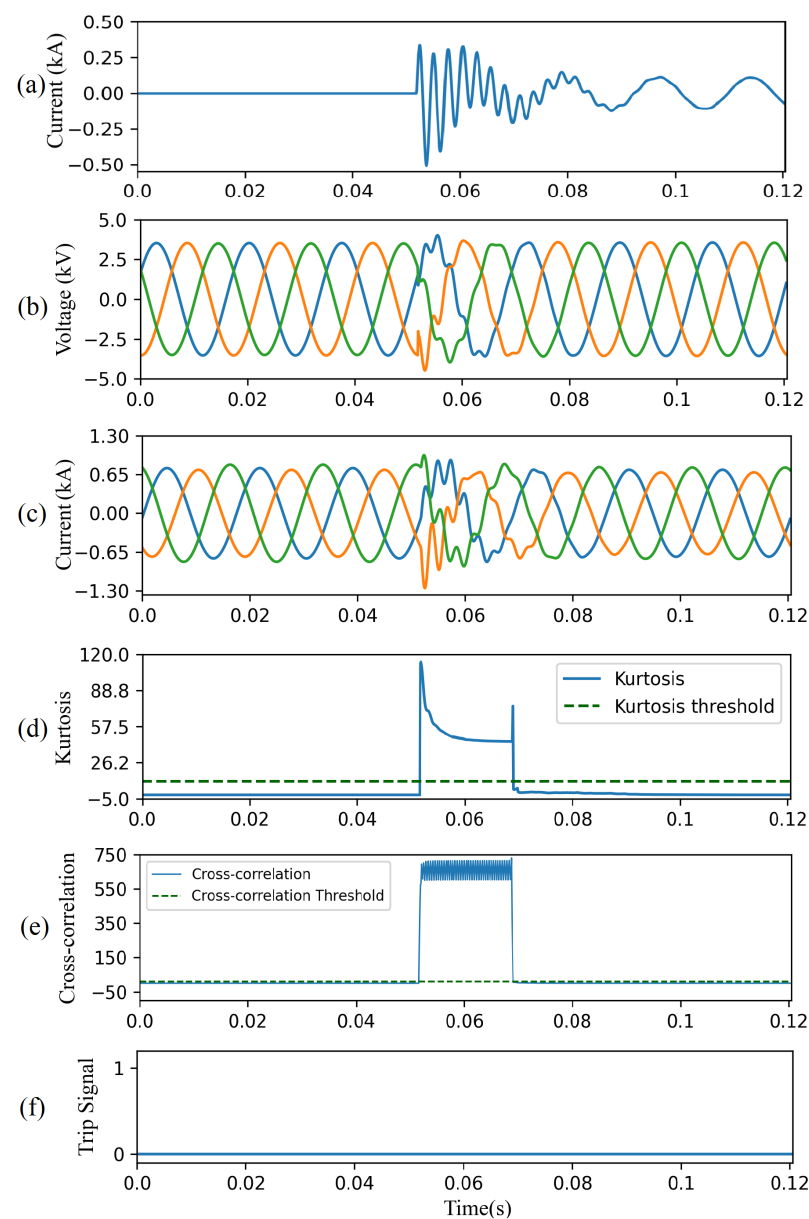 (a)
Current (kA)
0.50
0.25
0.00
−0.25
−0.50
0.0 0.02 0.04 0.06 0.08 0.1 0.12
(b)
Voltage (kV)
5.0
2.5
0.0
−2.5
−5.0
0.0 0.02 0.04 0.06 0.08 0.1 0.12
(c)
Current (kA)
1.30
0.65
0.00
−0.65
−1.30
0.0 0.02 0.04 0.06 0.08 0.1 0.12
(d)
Kurtosis
120.0
88.8
57.5
26.2
−5.0
Kurtosis
Kurtosis threshold
0.0 0.02 0.04 0.06 0.08 0.1 0.12
(e)
Cross-correlation
750
550
350
150
−50
Cross-correlation
Cross-correlation Threshold
0.0 0.02 0.04 0.06 0.08 0.1 0.12
(f)
Trip Signal
1
0
0.0 0.02 0.04 0.06 0.08 0.1 0.12
Time(s)